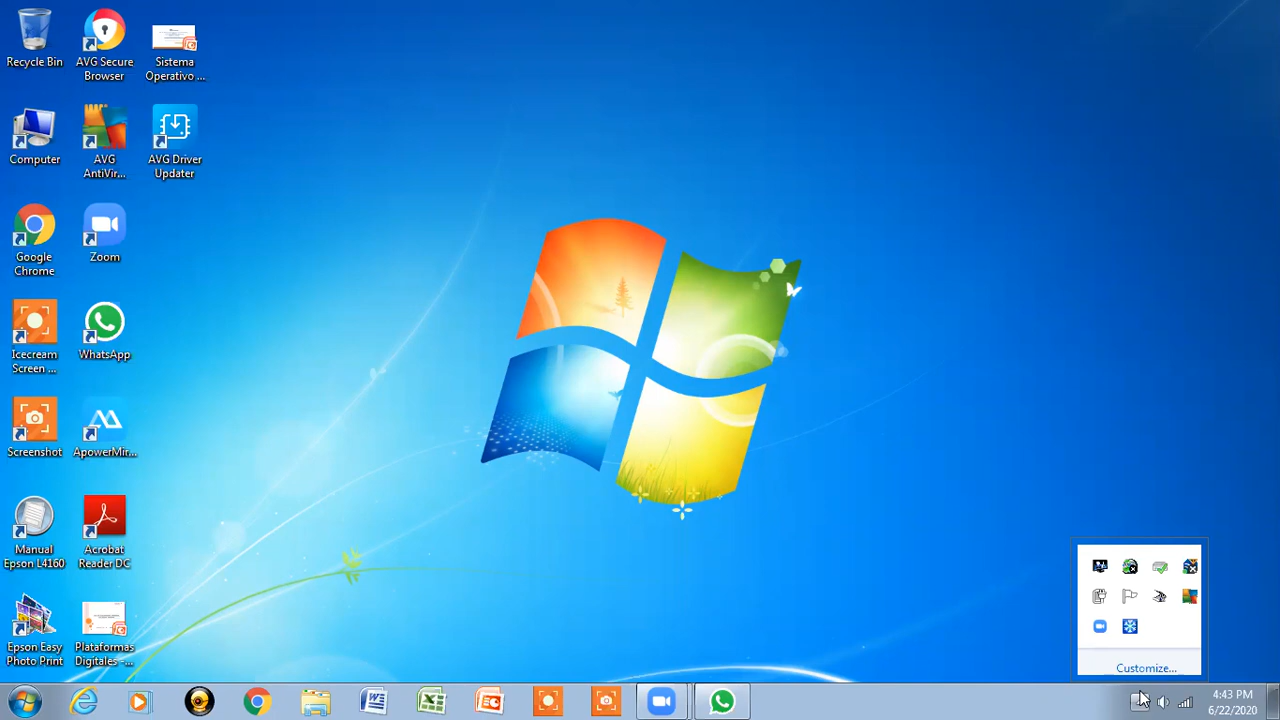 Recycle Bin
AVG Secure
Browser
Sistema
Operativo ...
Computer
AVG
AntiVir...
AVG Driver
Updater
Google
Chrome
Zoom
Icecream
Screen ...
WhatsApp
Screenshot
ApowerMir...
Manual
Epson L4160
Acrobat
Reader DC
Epson Easy
Photo Print
Plataformas
Digitales -...
Customize...
4:43 PM
6/22/2020